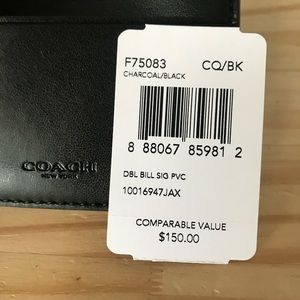 F75083 CQ/BK
CHARCOAL/BLACK
8 88067 85981 2
DBL BILL SIG PVC
10016947JAX
COMPARABLE VALUE
$150.00
COACH
NEW YORK